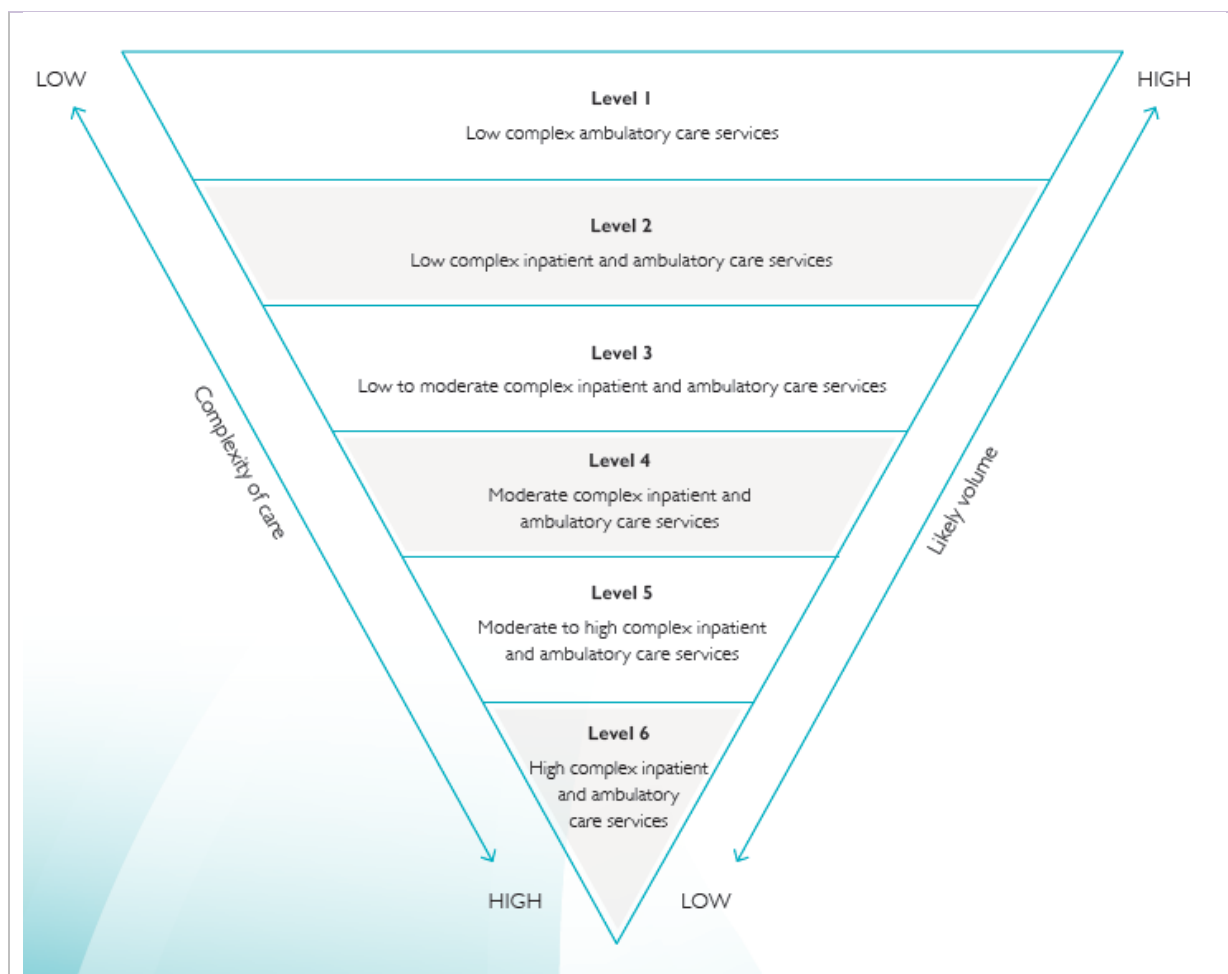 LOW
HIGH
Level 1
Low complex ambulatory care services
Level 2
Low complex inpatient and ambulatory care services
Level 3
Low to moderate complex inpatient and ambulatory care services
Complexity of care
Likely volume
Level 4
Moderate complex inpatient and
ambulatory care services
Level 5
Moderate to high complex inpatient
and ambulatory care services
Level 6
High complex inpatient
and ambulatory
care services
HIGH
LOW